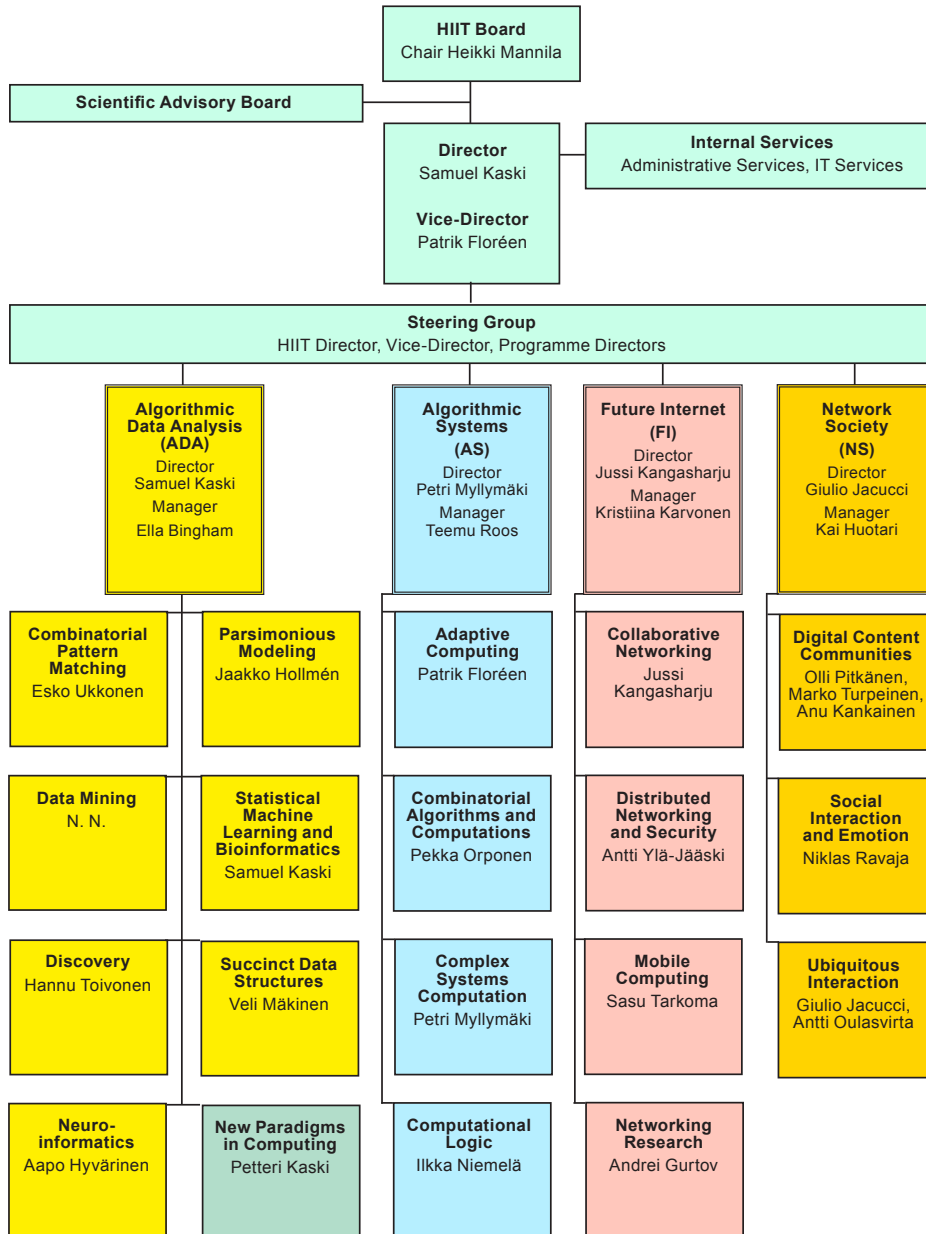 HIIT Board
Chair Heikki Mannila
Scientific Advisory Board
Director
Samuel Kaski
Vice-Director
Patrik Floréen
Internal Services
Administrative Services, IT Services
Steering Group
HIIT Director, Vice-Director, Programme Directors
Algorithmic
Data Analysis
(ADA)
Director
Samuel Kaski
Manager
Ella Bingham
Algorithmic
Systems
(AS)
Director
Petri Myllymäki
Manager
Teemu Roos
Future Internet
(FI)
Director
Jussi Kangasharju
Manager
Kristiina Karvonen
Network
Society
(NS)
Director
Giulio Jacucci
Manager
Kai Huotari
Combinatorial
Pattern
Matching
Esko Ukkonen
Parsimonious
Modeling
Jaakko Hollmén
Adaptive
Computing
Patrik Floréen
Collaborative
Networking
Jussi
Kangasharju
Digital Content
Communities
Olli Pitkänen,
Marko Turpeinen,
Anu Kankainen
Data Mining
N. N.
Statistical
Machine
Learning and
Bioinformatics
Samuel Kaski
Combinatorial
Algorithms and
Computations
Pekka Orponen
Distributed
Networking
and Security
Antti Ylä-Jääski
Social
Interaction
and Emotion
Niklas Ravaja
Discovery
Hannu Toivonen
Succinct Data
Structures
Veli Mäkinen
Complex
Systems
Computation
Petri Myllymäki
Mobile
Computing
Sasu Tarkoma
Ubiquitous
Interaction
Giulio Jacucci,
Antti Oulasvirta
Neuro-
informatics
Aapo Hyvärinen
New Paradigms
in Computing
Petteri Kaski
Computational
Logic
Ilkka Niemelä
Networking
Research
Andrei Gurtov